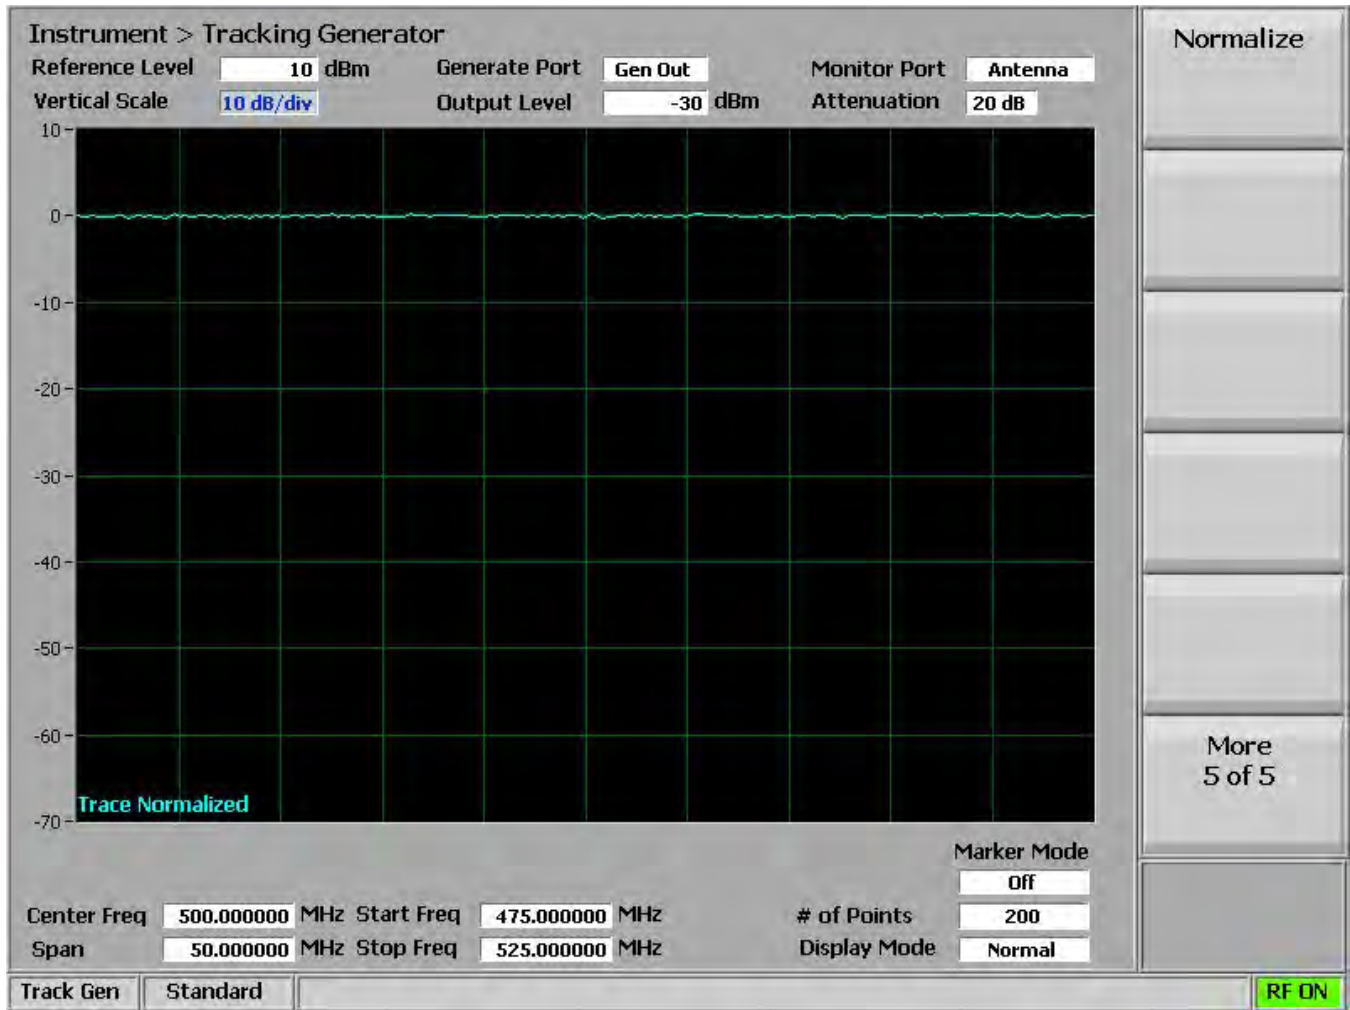 Instrument > Tracking Generator
Reference Level 10 dBm Generate Port Gen Out Monitor Port Antenna
Vertical Scale 10 dB/div Output Level -30 dBm Attenuation 20 dB
10
0
-10
-20
-30
-40
-50
-60
-70
Trace Normalized
Marker Mode
Off
Center Freq 500.000000 MHz Start Freq 475.000000 MHz # of Points 200
Span 50.000000 MHz Stop Freq 525.000000 MHz Display Mode Normal
Normalize
More
5 of 5
Track Gen Standard RF ON